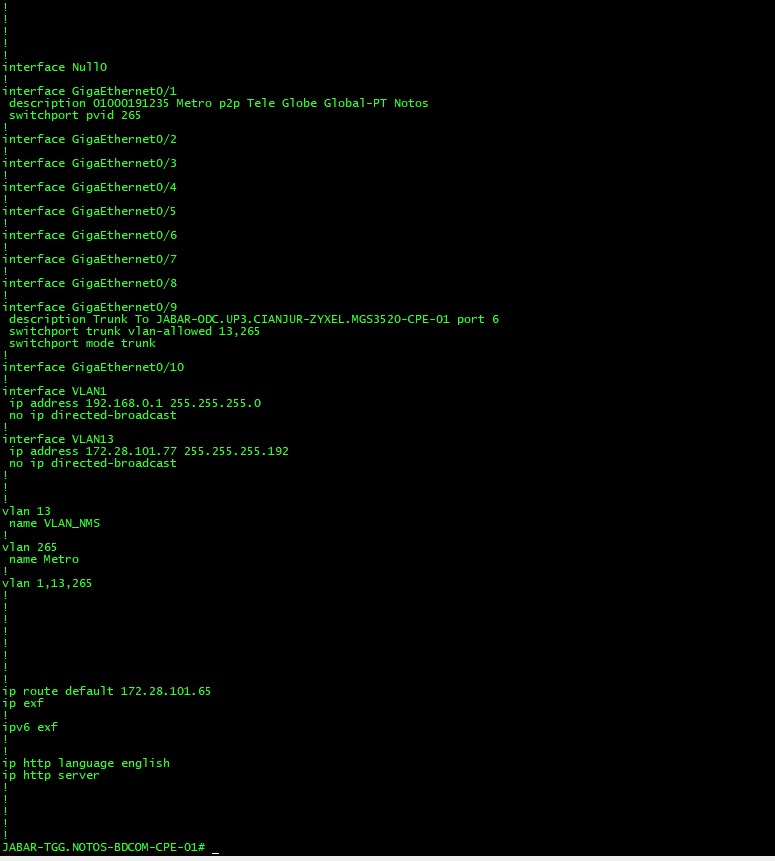 !
!
!
!
!
interface Null0
!
interface GigaEthernet0/1
 description 01000191235 Metro p2p Tele Globe Global-PT Notos
 switchport pvid 265
!
interface GigaEthernet0/2
!
interface GigaEthernet0/3
!
interface GigaEthernet0/4
!
interface GigaEthernet0/5
!
interface GigaEthernet0/6
!
interface GigaEthernet0/7
!
interface GigaEthernet0/8
!
interface GigaEthernet0/9
 description Trunk To JABAR-ODC.UP3.CIANJUR-ZYXEL.MGS3520-CPE-01 port 6
 switchport trunk vlan-allowed 13,265
 switchport mode trunk
!
interface GigaEthernet0/10
!
interface VLAN1
 ip address 192.168.0.1 255.255.255.0
 no ip directed-broadcast
!
interface VLAN13
 ip address 172.28.101.77 255.255.255.192
 no ip directed-broadcast
!
!
!
vlan 13
 name VLAN_NMS
!
vlan 265
 name Metro
!
vlan 1,13,265
!
!
!
!
!
!
!
!
ip route default 172.28.101.65
ip exf
!
ipv6 exf
!
!
ip http language english
ip http server
!
!
!
!
!
JABAR-TGG.NOTOS-BDCOM-CPE-01# _